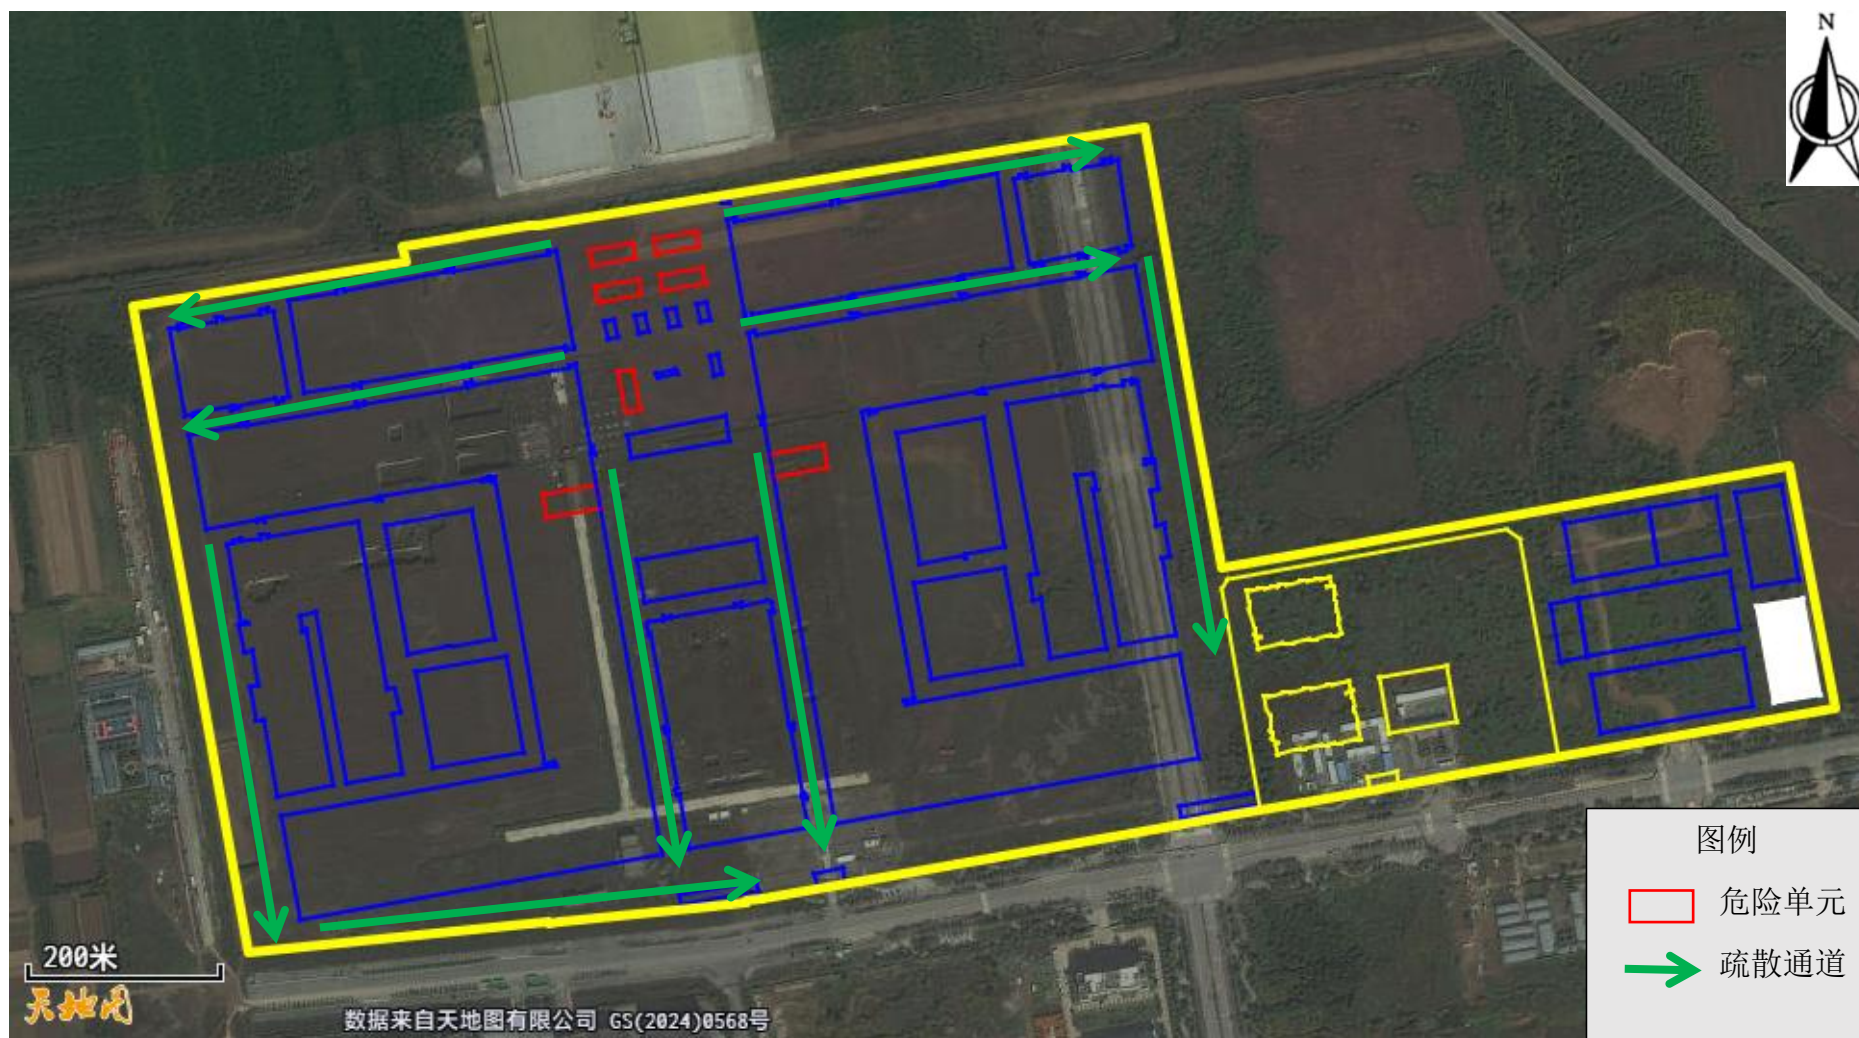 N
图例
危险单元
疏散通道
200米
天地图
数据来自天地图有限公司 GS(2024)0568号